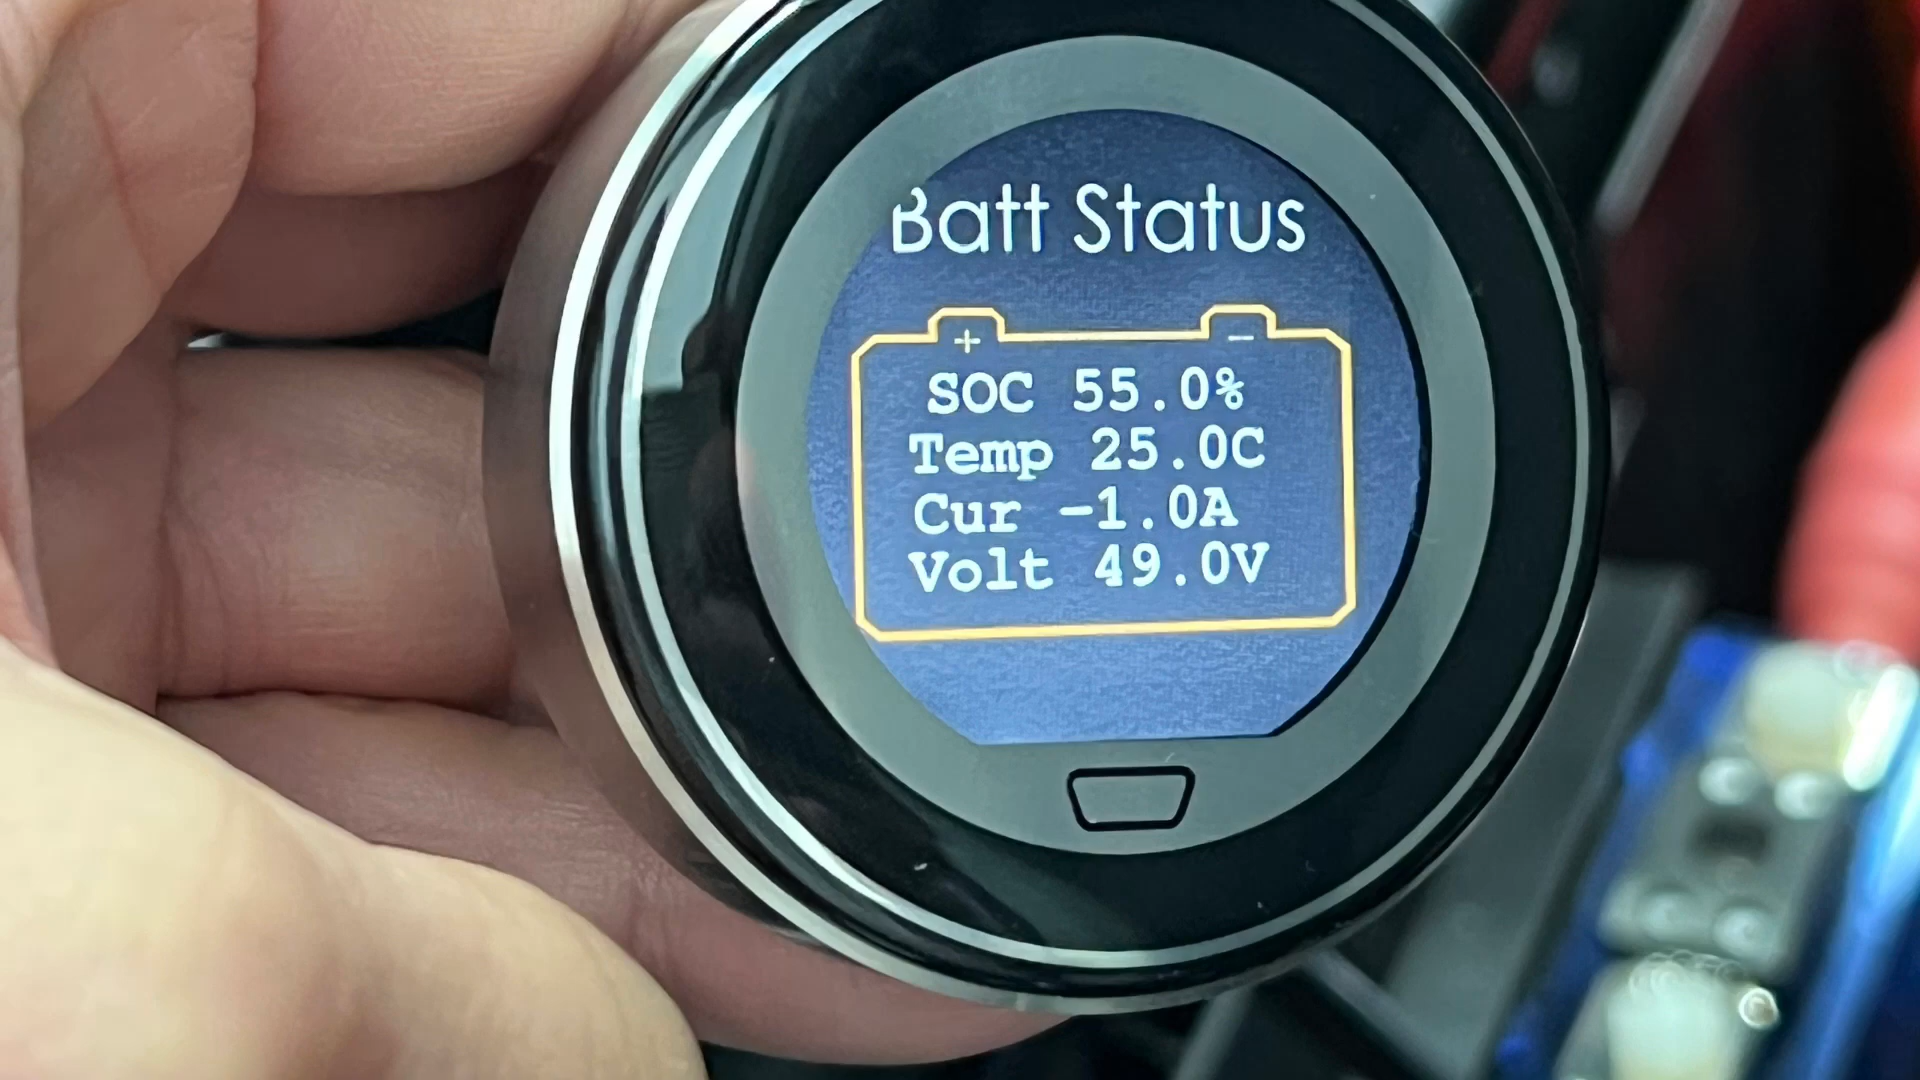 Batt Status
+ −
SOC 55.0%
Temp 25.0C
Cur -1.0A
Volt 49.0V